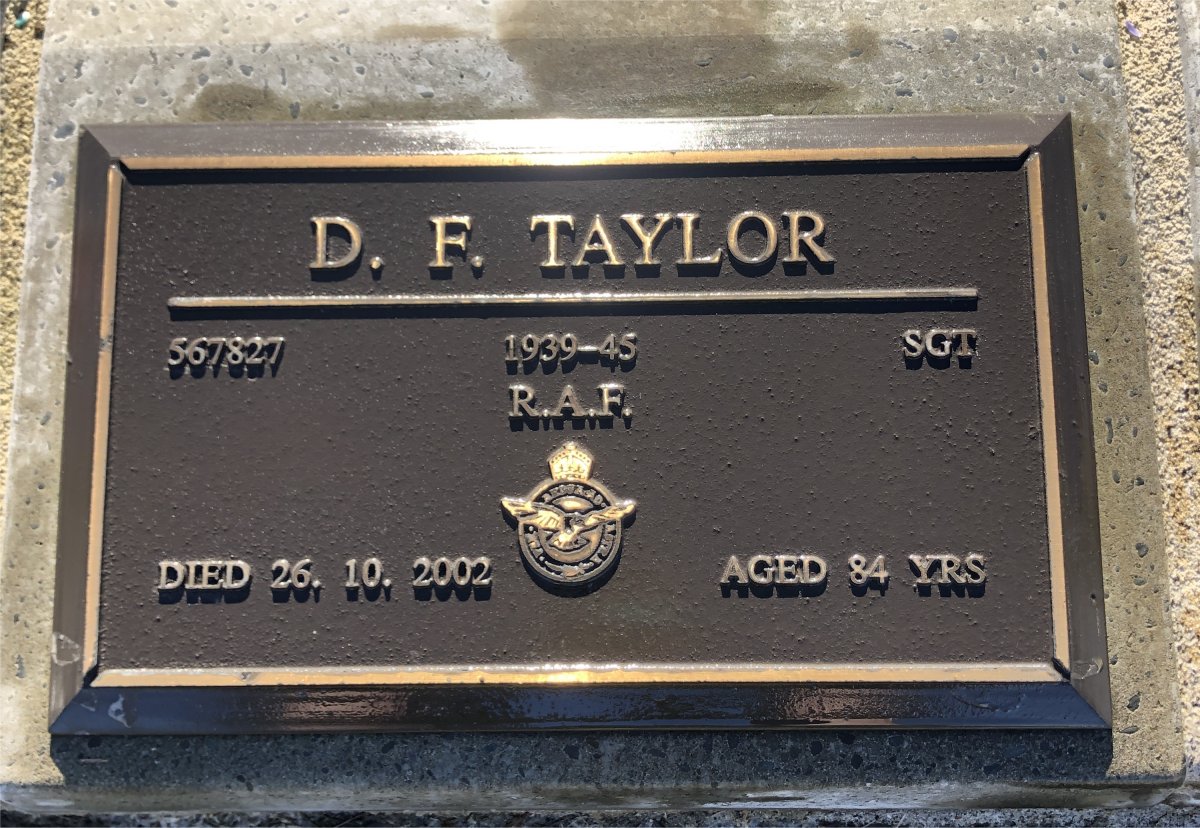 D. F. TAYLOR
567827 1939-45 SGT
R.A.F.
DIED 26. 10. 2002 AGED 84 YRS